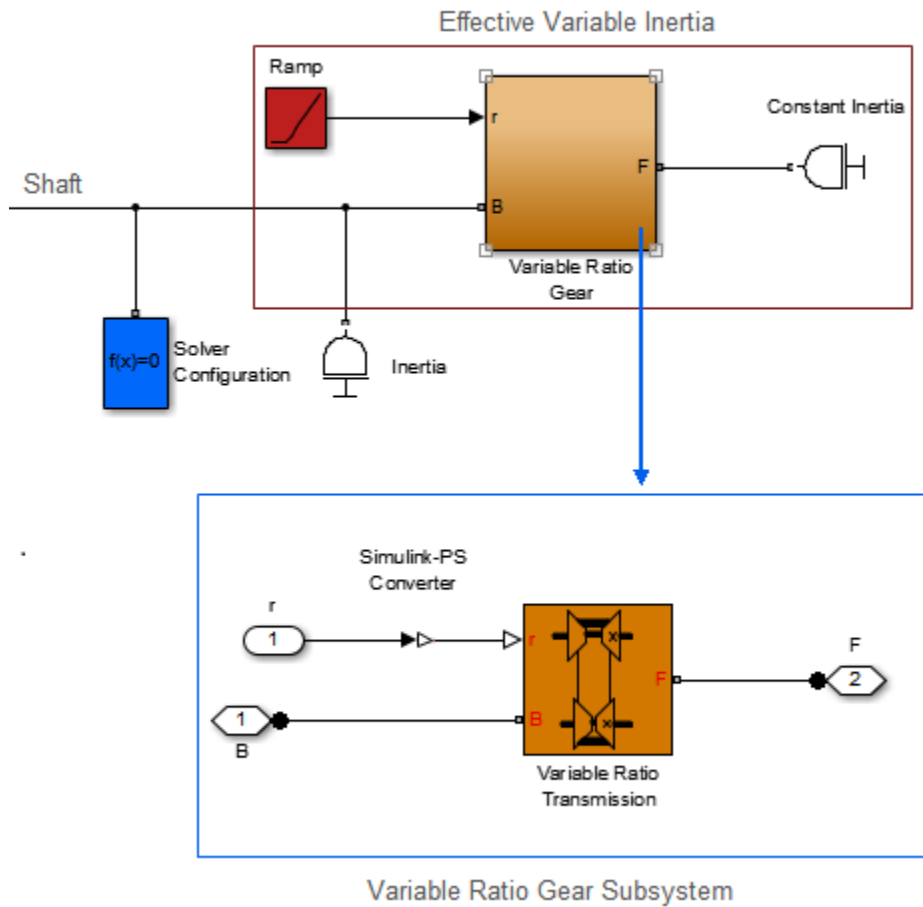 Effective Variable Inertia
Ramp
r
Constant Inertia
F
Shaft
B
Variable Ratio
Gear
f(x)=0
Solver
Configuration
Inertia
Simulink-PS
Converter
r
1
r
F
F
2
1
B
B
Variable Ratio
Transmission
Variable Ratio Gear Subsystem